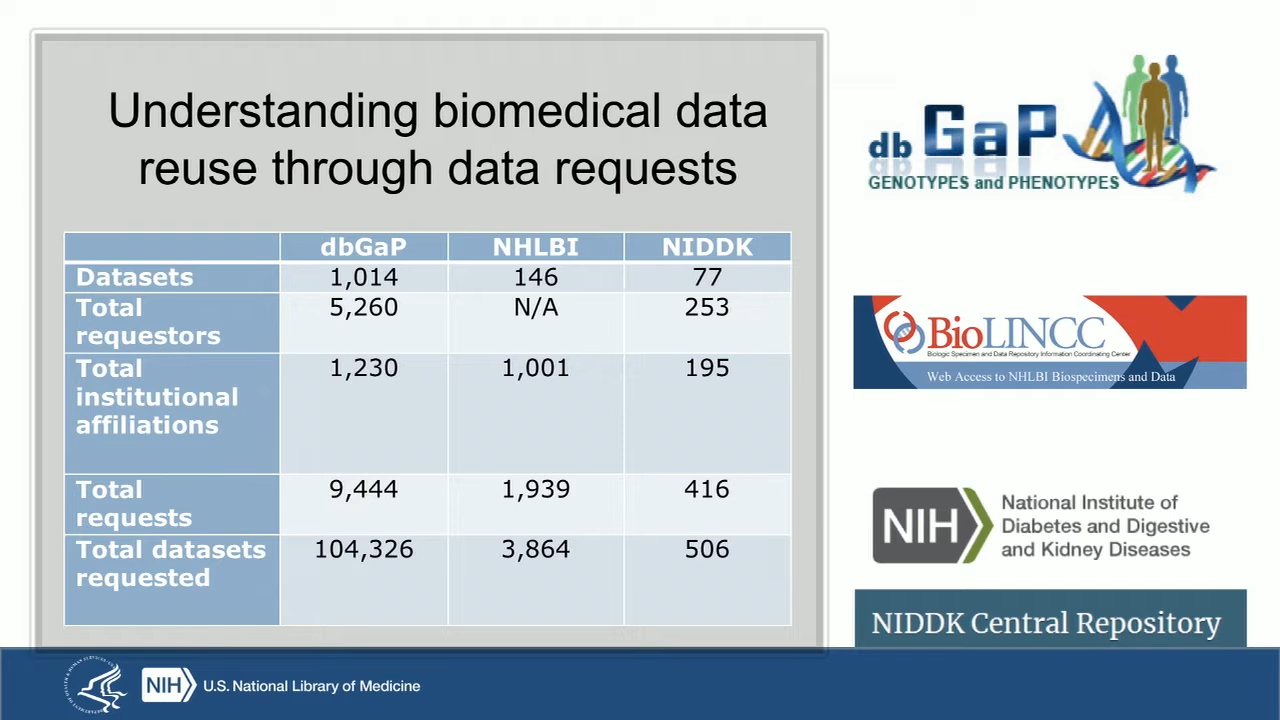 Understanding biomedical data
reuse through data requests
dbGaP NHLBI NIDDK
Datasets 1,014 146 77
Total 5,260 N/A 253
requestors
Total 1,230 1,001 195
institutional
affiliations
Total 9,444 1,939 416
requests
Total datasets 104,326 3,864 506
requested
db GaP
GENOTYPES and PHENOTYPES
BioLINCC
Biologic Specimen and Data Repository Information Coordinating Center
Web Access to NHLBI Biospecimens and Data
NIH
National Institute of
Diabetes and Digestive
and Kidney Diseases
NIDDK Central Repository
NIH U.S. National Library of Medicine